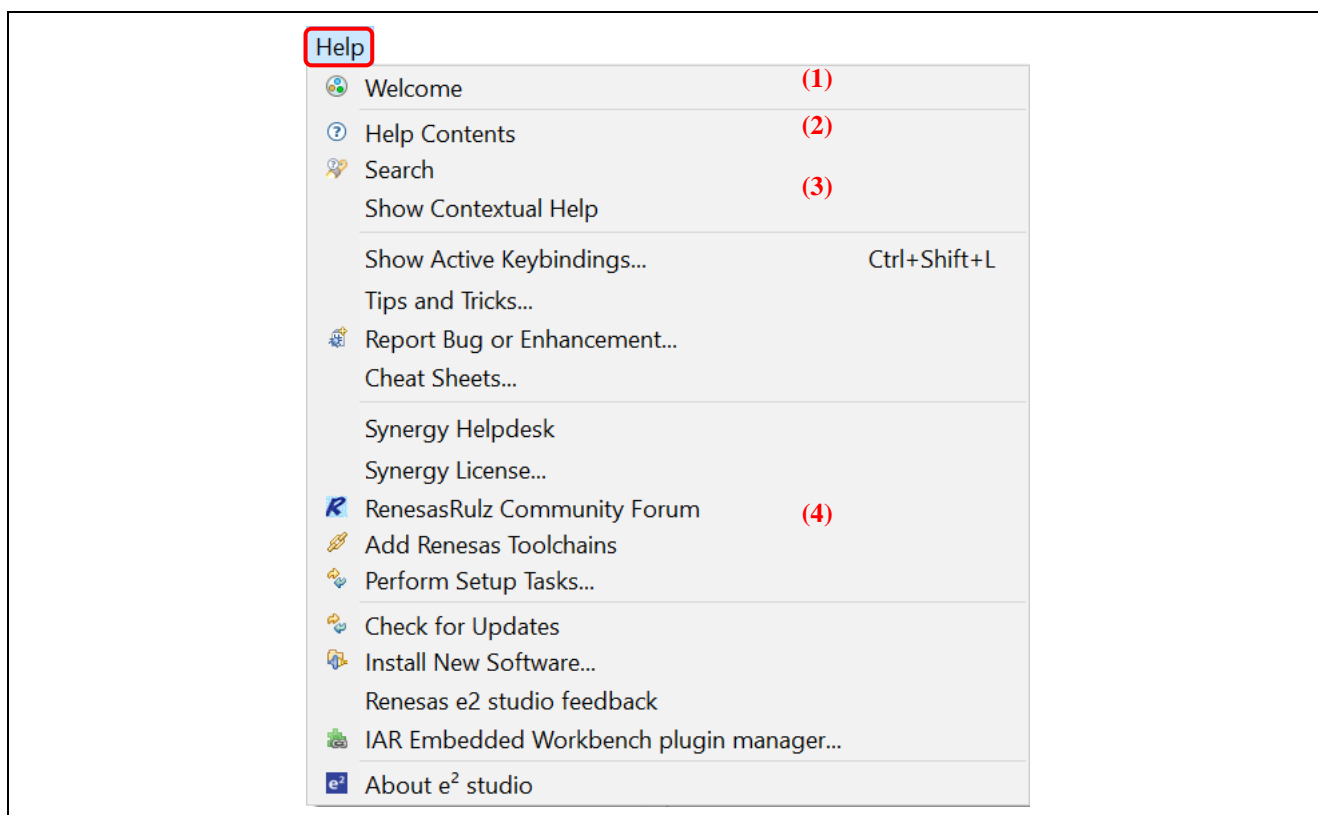 Help
Welcome (1)
Help Contents (2)
Search
(3)
Show Contextual Help
Show Active Keybindings... Ctrl+Shift+L
Tips and Tricks...
Report Bug or Enhancement...
Cheat Sheets...
Synergy Helpdesk
Synergy License...
RenesasRulz Community Forum (4)
Add Renesas Toolchains
Perform Setup Tasks...
Check for Updates
Install New Software...
Renesas e2 studio feedback
IAR Embedded Workbench plugin manager...
e² About e² studio